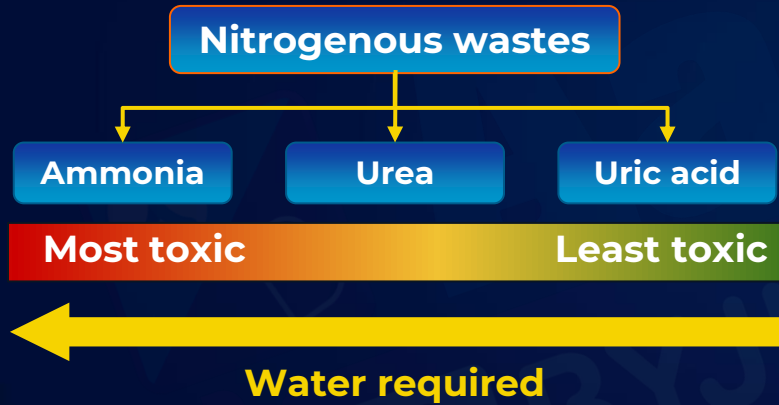 Nitrogenous wastes
Ammonia
Urea
Uric acid
Most toxic
Least toxic
Water required